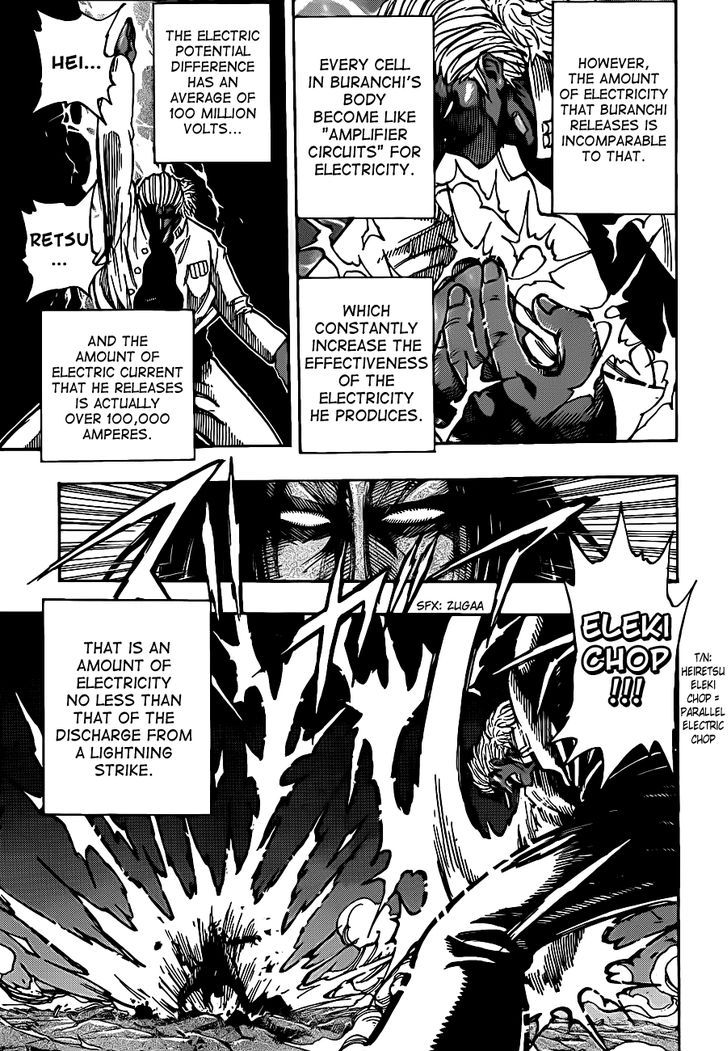 HOWEVER,
THE AMOUNT
OF ELECTRICITY
THAT BURANCHI
RELEASES IS
INCOMPARABLE
TO THAT.
EVERY CELL
IN BURANCHI'S
BODY
BECOME LIKE
"AMPLIFIER
CIRCUITS" FOR
ELECTRICITY.
WHICH
CONSTANTLY
INCREASE THE
EFFECTIVENESS
OF THE
ELECTRICITY
HE PRODUCES.
THE ELECTRIC
POTENTIAL
DIFFERENCE
HAS AN
AVERAGE OF
100 MILLION
VOLTS...
HEI...
RETSU
...
AND THE
AMOUNT OF
ELECTRIC CURRENT
THAT HE RELEASES
IS ACTUALLY
OVER 100,000
AMPERES.
SFX: ZUGAA
ELEKI
CHOP
!!!
T/N:
HEIRETSU
ELEKI
CHOP =
PARALLEL
ELECTRIC
CHOP
THAT IS AN
AMOUNT OF
ELECTRICITY
NO LESS THAN
THAT OF THE
DISCHARGE FROM
A LIGHTNING
STRIKE.